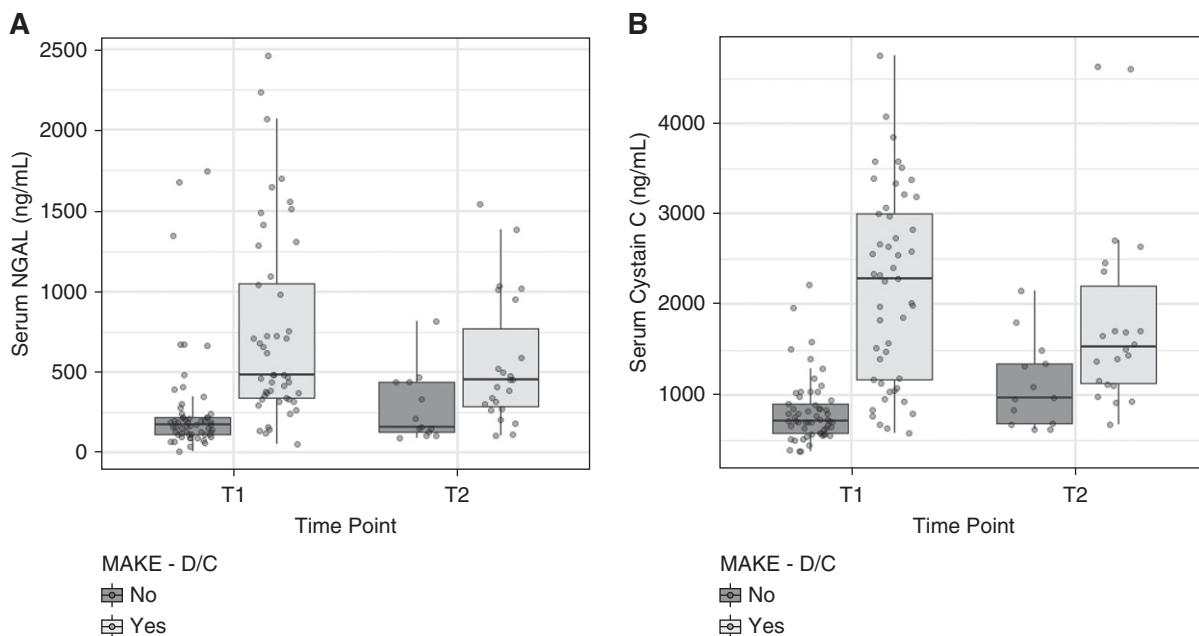 A
Serum NGAL (ng/mL)
2500
2000
1500
1000
500
0
T1
T2
Time Point
MAKE - D/C
No
Yes
B
Serum Cystain C (ng/mL)
4000
3000
2000
1000
T1
T2
Time Point
MAKE - D/C
No
Yes